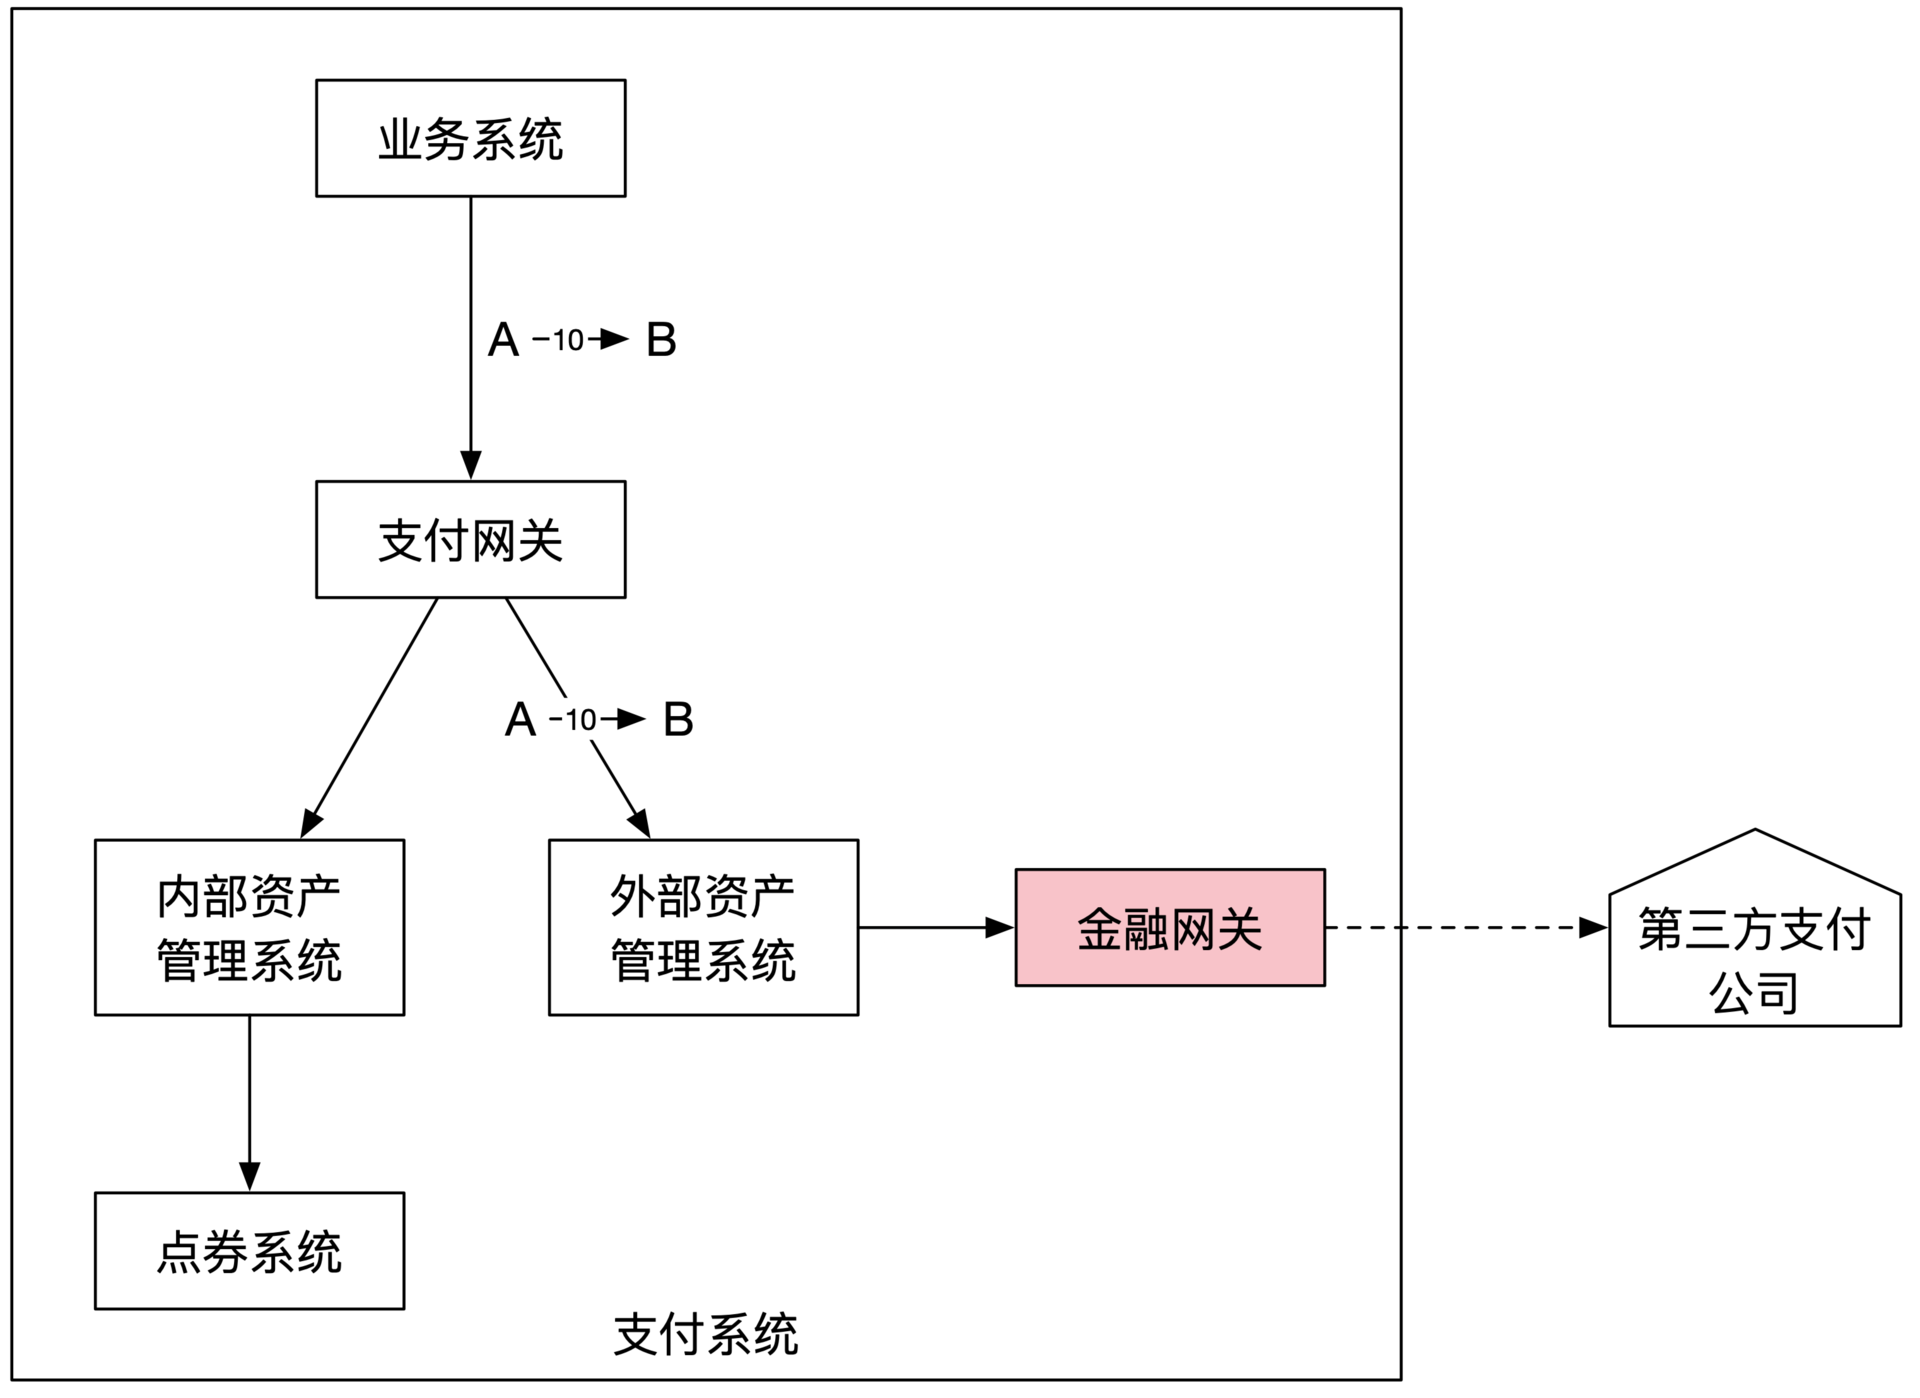 业务系统
A -10→ B
支付网关
A -10→ B
内部资产
管理系统
外部资产
管理系统
金融网关
第三方支付
公司
点券系统
支付系统